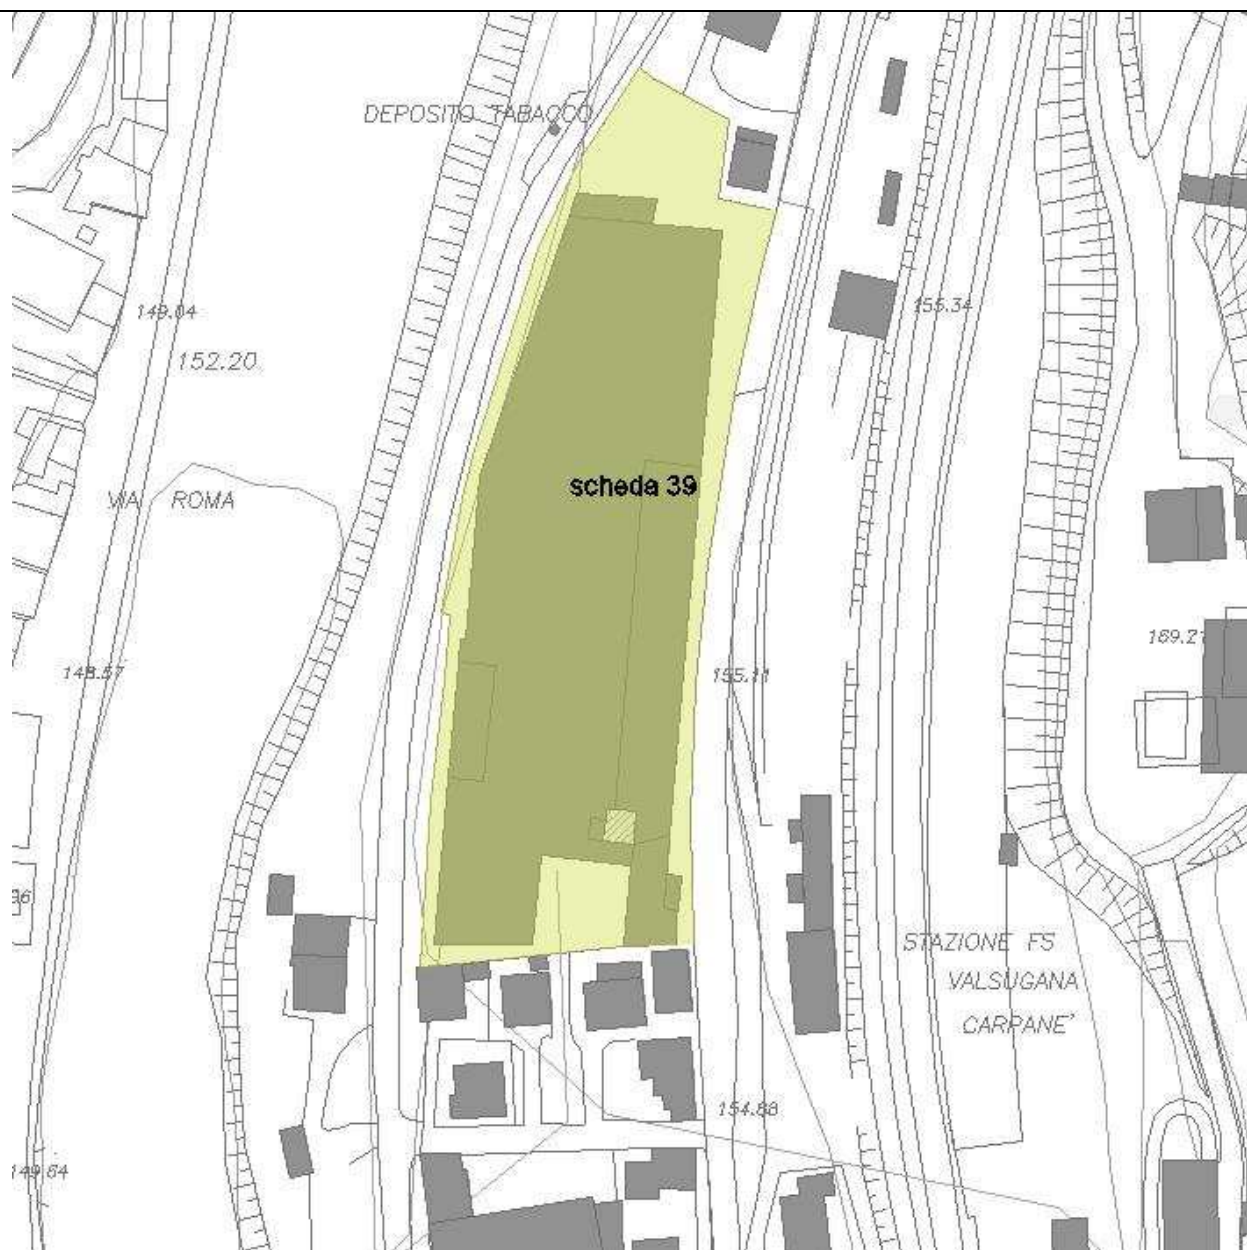 DEPOSITO TABACCO
149.04
155.34
152.20
scheda 39
VIA ROMA
169.21
148.57
155.11
STAZIONE FS
VALSUGANA
CARPANE'
154.88
149.64